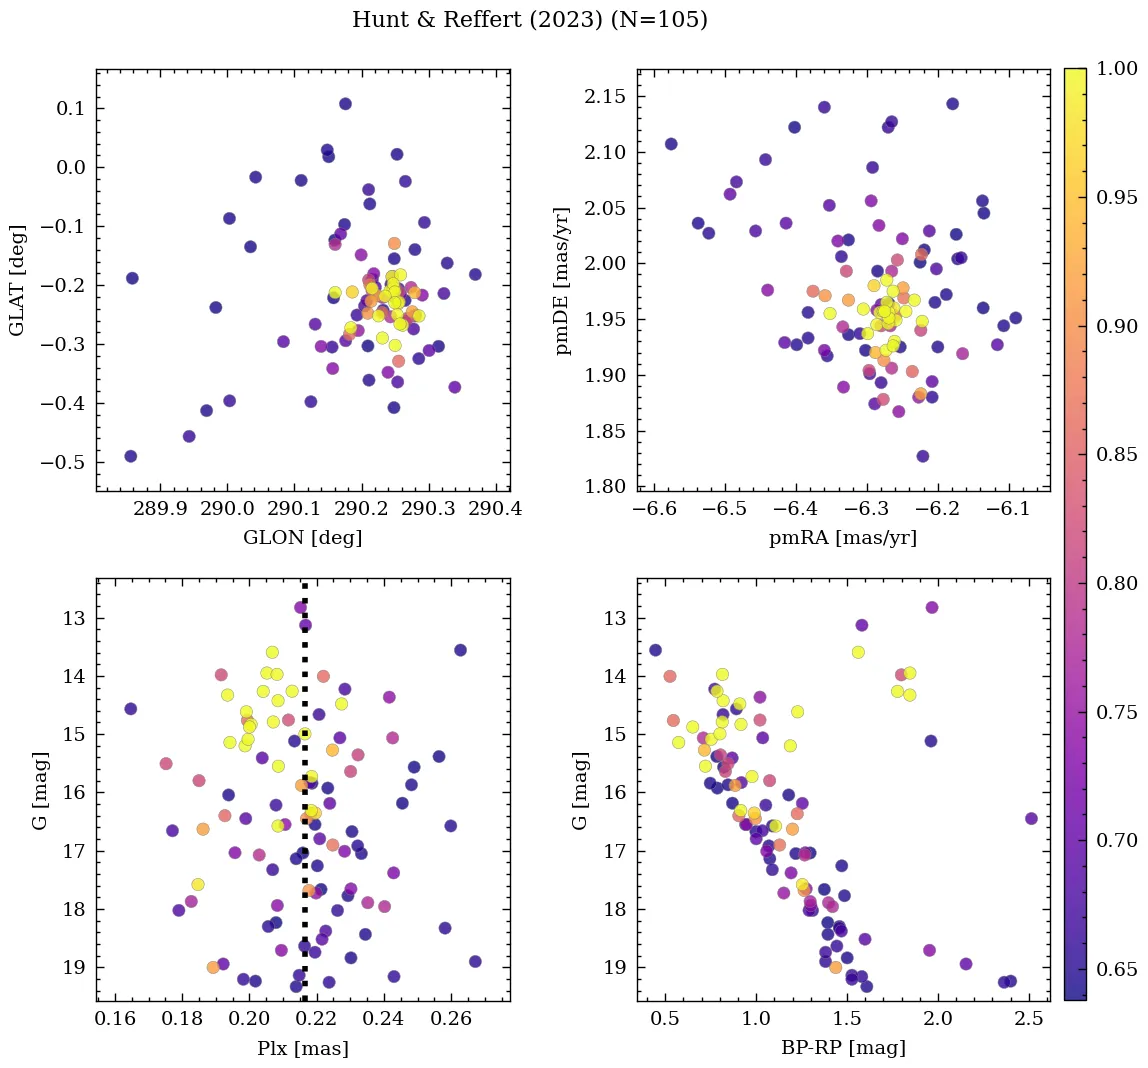 Hunt & Reffert (2023) (N=105)
0.1
0.0
−0.1
−0.2
−0.3
−0.4
−0.5
GLAT [deg]
289.9 290.0 290.1 290.2 290.3 290.4
GLON [deg]
2.15
2.10
2.05
2.00
1.95
1.90
1.85
1.80
pmDE [mas/yr]
−6.6 −6.5 −6.4 −6.3 −6.2 −6.1
pmRA [mas/yr]
13
14
15
16
17
18
19
G [mag]
0.16 0.18 0.20 0.22 0.24 0.26
Plx [mas]
13
14
15
16
17
18
19
G [mag]
0.5 1.0 1.5 2.0 2.5
BP-RP [mag]
1.00
0.95
0.90
0.85
0.80
0.75
0.70
0.65